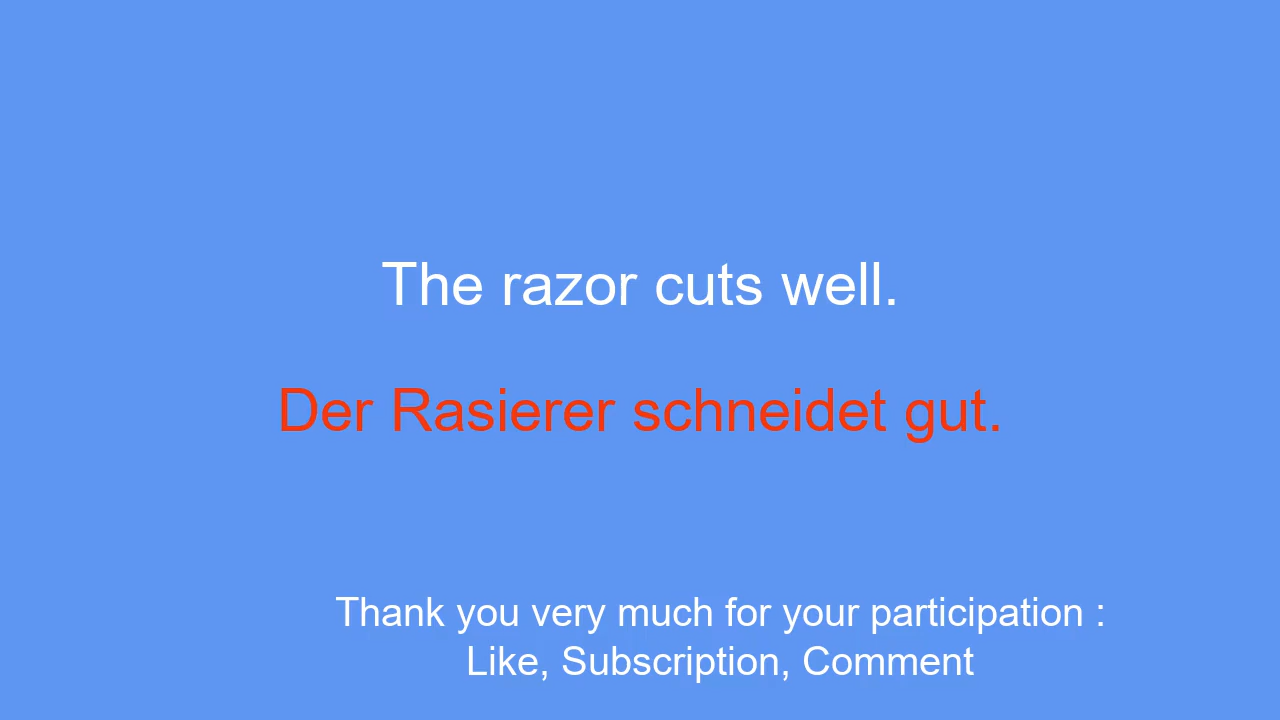 The razor cuts well.
Der Rasierer schneidet gut.
Thank you very much for your participation :
Like, Subscription, Comment